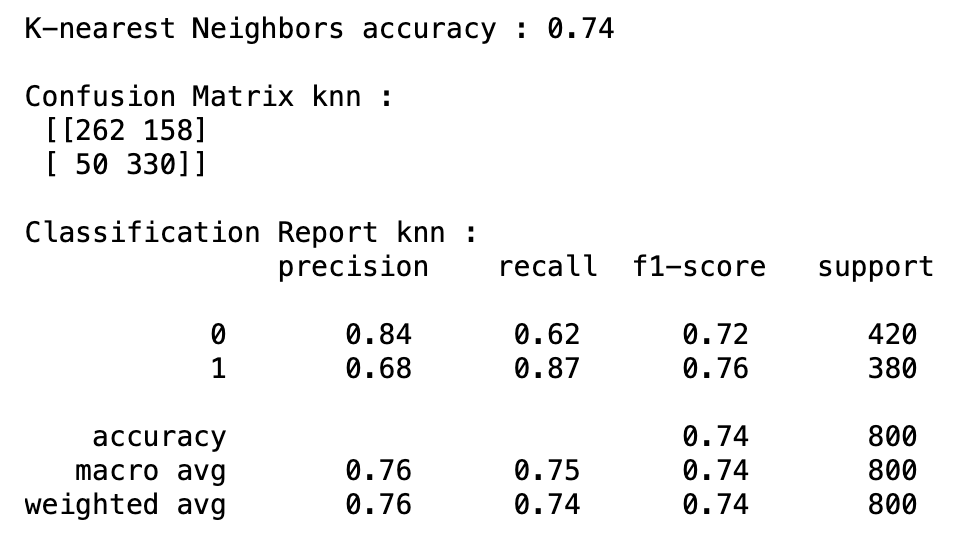 K-nearest Neighbors accuracy : 0.74
Confusion Matrix knn :
[[262 158]
[ 50 330]]
Classification Report knn :
precision recall f1-score support
0 0.84 0.62 0.72 420
1 0.68 0.87 0.76 380
accuracy 0.74 800
macro avg 0.76 0.75 0.74 800
weighted avg 0.76 0.74 0.74 800